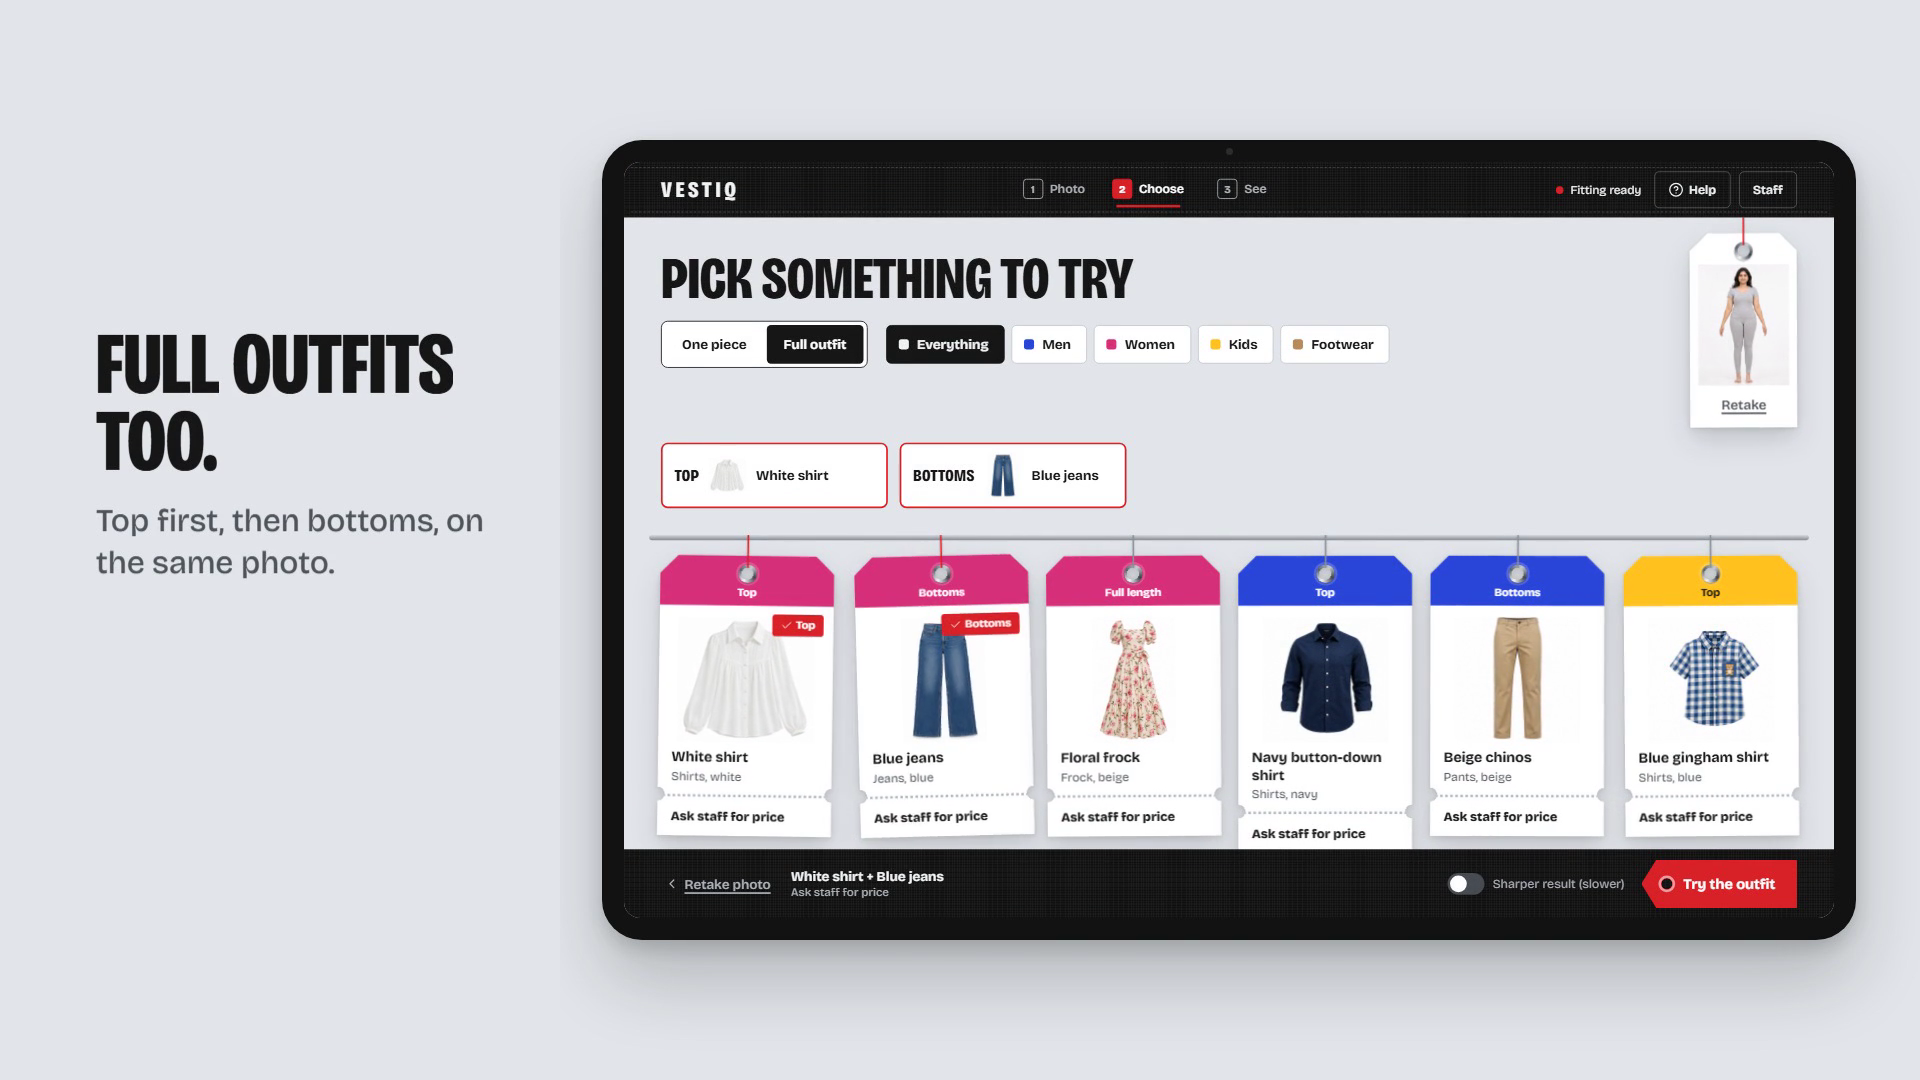 FULL OUTFITS
TOO.
Top first, then bottoms, on
the same photo.
VESTIQ
1 Photo
2 Choose
3 See
Fitting ready
Help
Staff
PICK SOMETHING TO TRY
One piece
Full outfit
Everything
Men
Women
Kids
Footwear
Retake
TOP White shirt
BOTTOMS Blue jeans
Top
Top
White shirt
Shirts, white
Ask staff for price
Bottoms
Bottoms
Blue jeans
Jeans, blue
Ask staff for price
Full length
Floral frock
Frock, beige
Ask staff for price
Top
Navy button-down
shirt
Shirts, navy
Ask staff for price
Bottoms
Beige chinos
Pants, beige
Ask staff for price
Top
Blue gingham shirt
Shirts, blue
Ask staff for price
Retake photo
White shirt + Blue jeans
Ask staff for price
Sharper result (slower)
Try the outfit